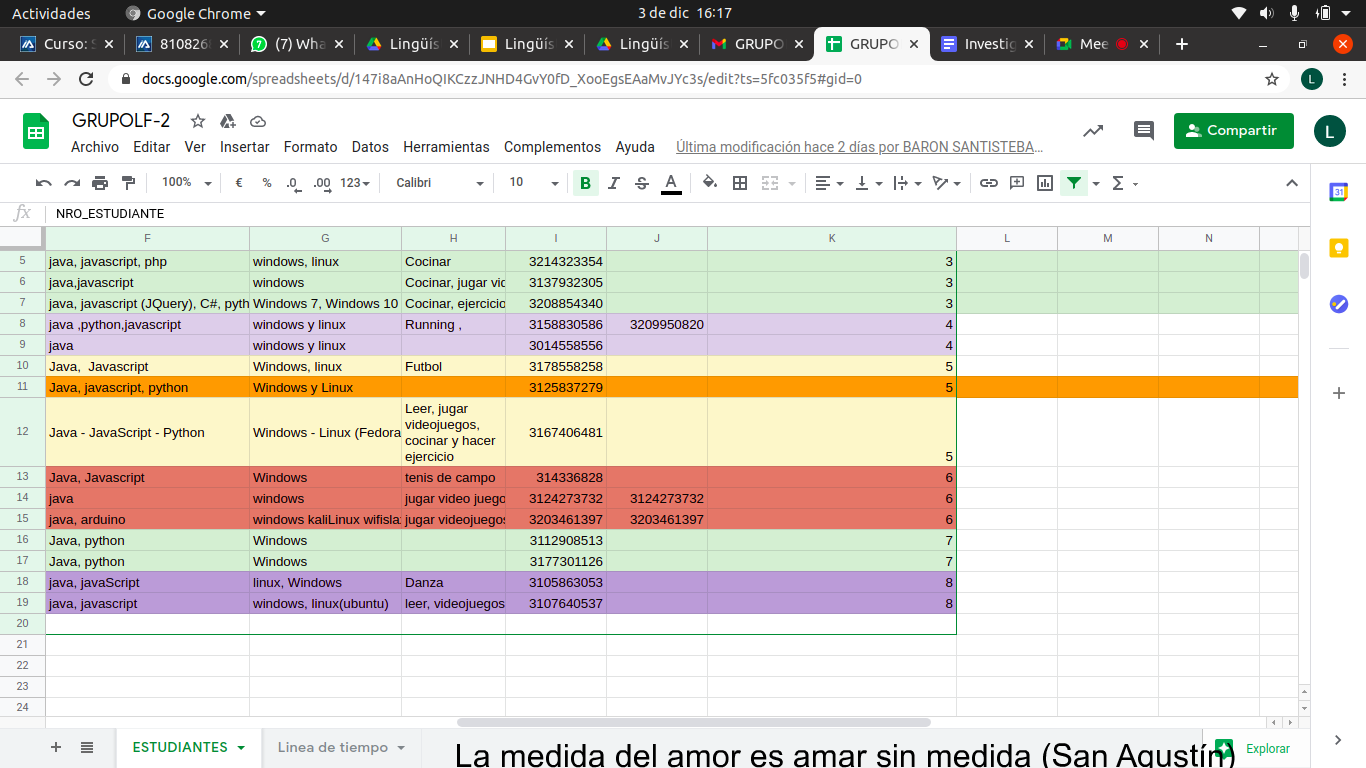 Actividades Google Chrome 3 de dic 16:17
Curso: S 810826 (7) Wha Lingüís Lingüís Lingüís GRUPO GRUPO Investig Mee
docs.google.com/spreadsheets/d/147i8aAnHoQIKCzzJNHD4GvY0fD_XooEgsEAaMvJYc3s/edit?ts=5fc035f5#gid=0 L
GRUPOLF-2
Archivo Editar Ver Insertar Formato Datos Herramientas Complementos Ayuda Última modificación hace 2 días por BARON SANTISTEBA… Compartir L
100% € % .0 .00 123 Calibri 10 B I S A Σ 31
fx NRO_ESTUDIANTE
F G H I J K L M N
5 java, javascript, php windows, linux Cocinar 3214323354 3
6 java,javascript windows Cocinar, jugar vid 3137932305 3
7 java, javascript (JQuery), C#, pyth Windows 7, Windows 10 Cocinar, ejercicio 3208854340 3
8 java ,python,javascript windows y linux Running , 3158830586 3209950820 4
9 java windows y linux 3014558556 4
10 Java, Javascript Windows, linux Futbol 3178558258 5
11 Java, javascript, python Windows y Linux 3125837279 5
12 Java - JavaScript - Python Windows - Linux (Fedora Leer, jugar videojuegos, cocinar y hacer ejercicio 3167406481 5
13 Java, Javascript Windows tenis de campo 314336828 6
14 java windows jugar video juego 3124273732 3124273732 6
15 java, arduino windows kaliLinux wifisla jugar videojuegos 3203461397 3203461397 6
16 Java, python Windows 3112908513 7
17 Java, python Windows 3177301126 7
18 java, javaScript linux, Windows Danza 3105863053 8
19 java, javascript windows, linux(ubuntu) leer, videojuegos 3107640537 8
20
21
22
23
24
ESTUDIANTES Linea de tiempo Explorar
La medida del amor es amar sin medida (San Agustín)